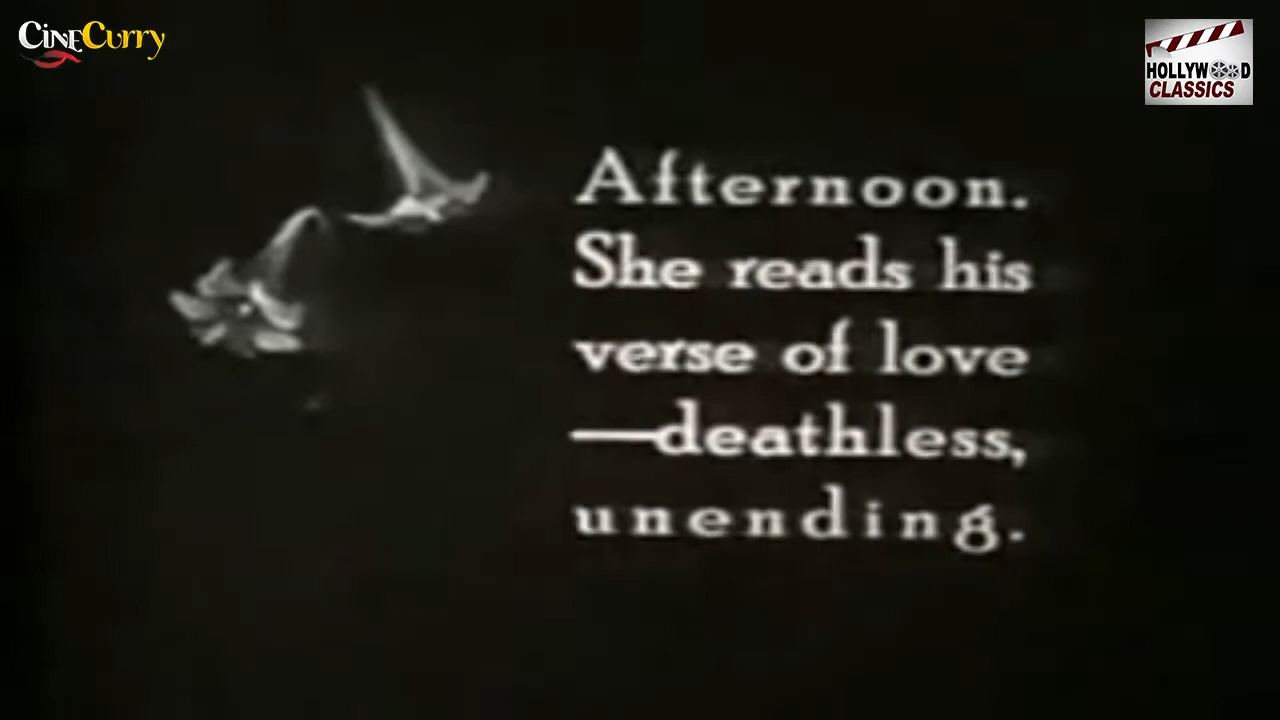 CINECURRY
HOLLYWOOD
CLASSICS
Afternoon.
She reads his
verse of love
—deathless,
unending.